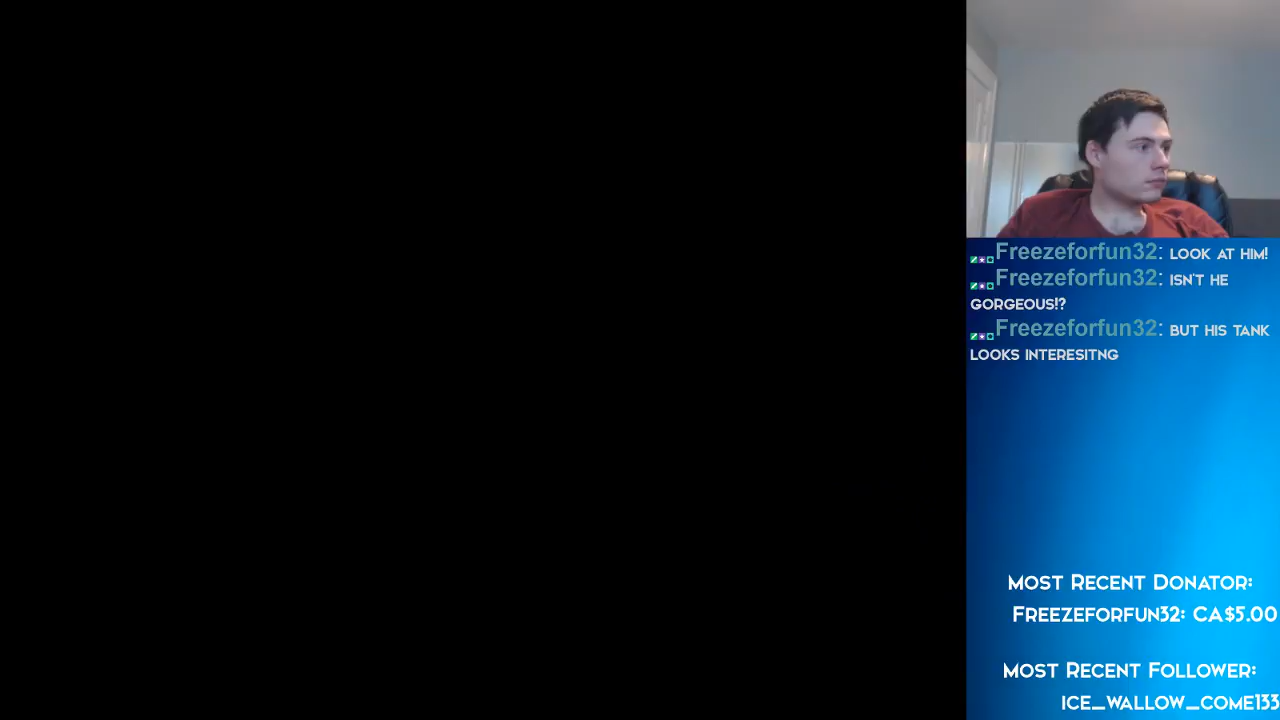 Freezeforfun32: LOOK AT HIM!
Freezeforfun32: ISN'T HE
GORGEOUS!?
Freezeforfun32: BUT HIS TANK
LOOKS INTERESITNG
MOST RECENT DONATOR:
FREEZEFORFUN32: CA$5.00
MOST RECENT FOLLOWER:
ICE_WALLOW_COME133